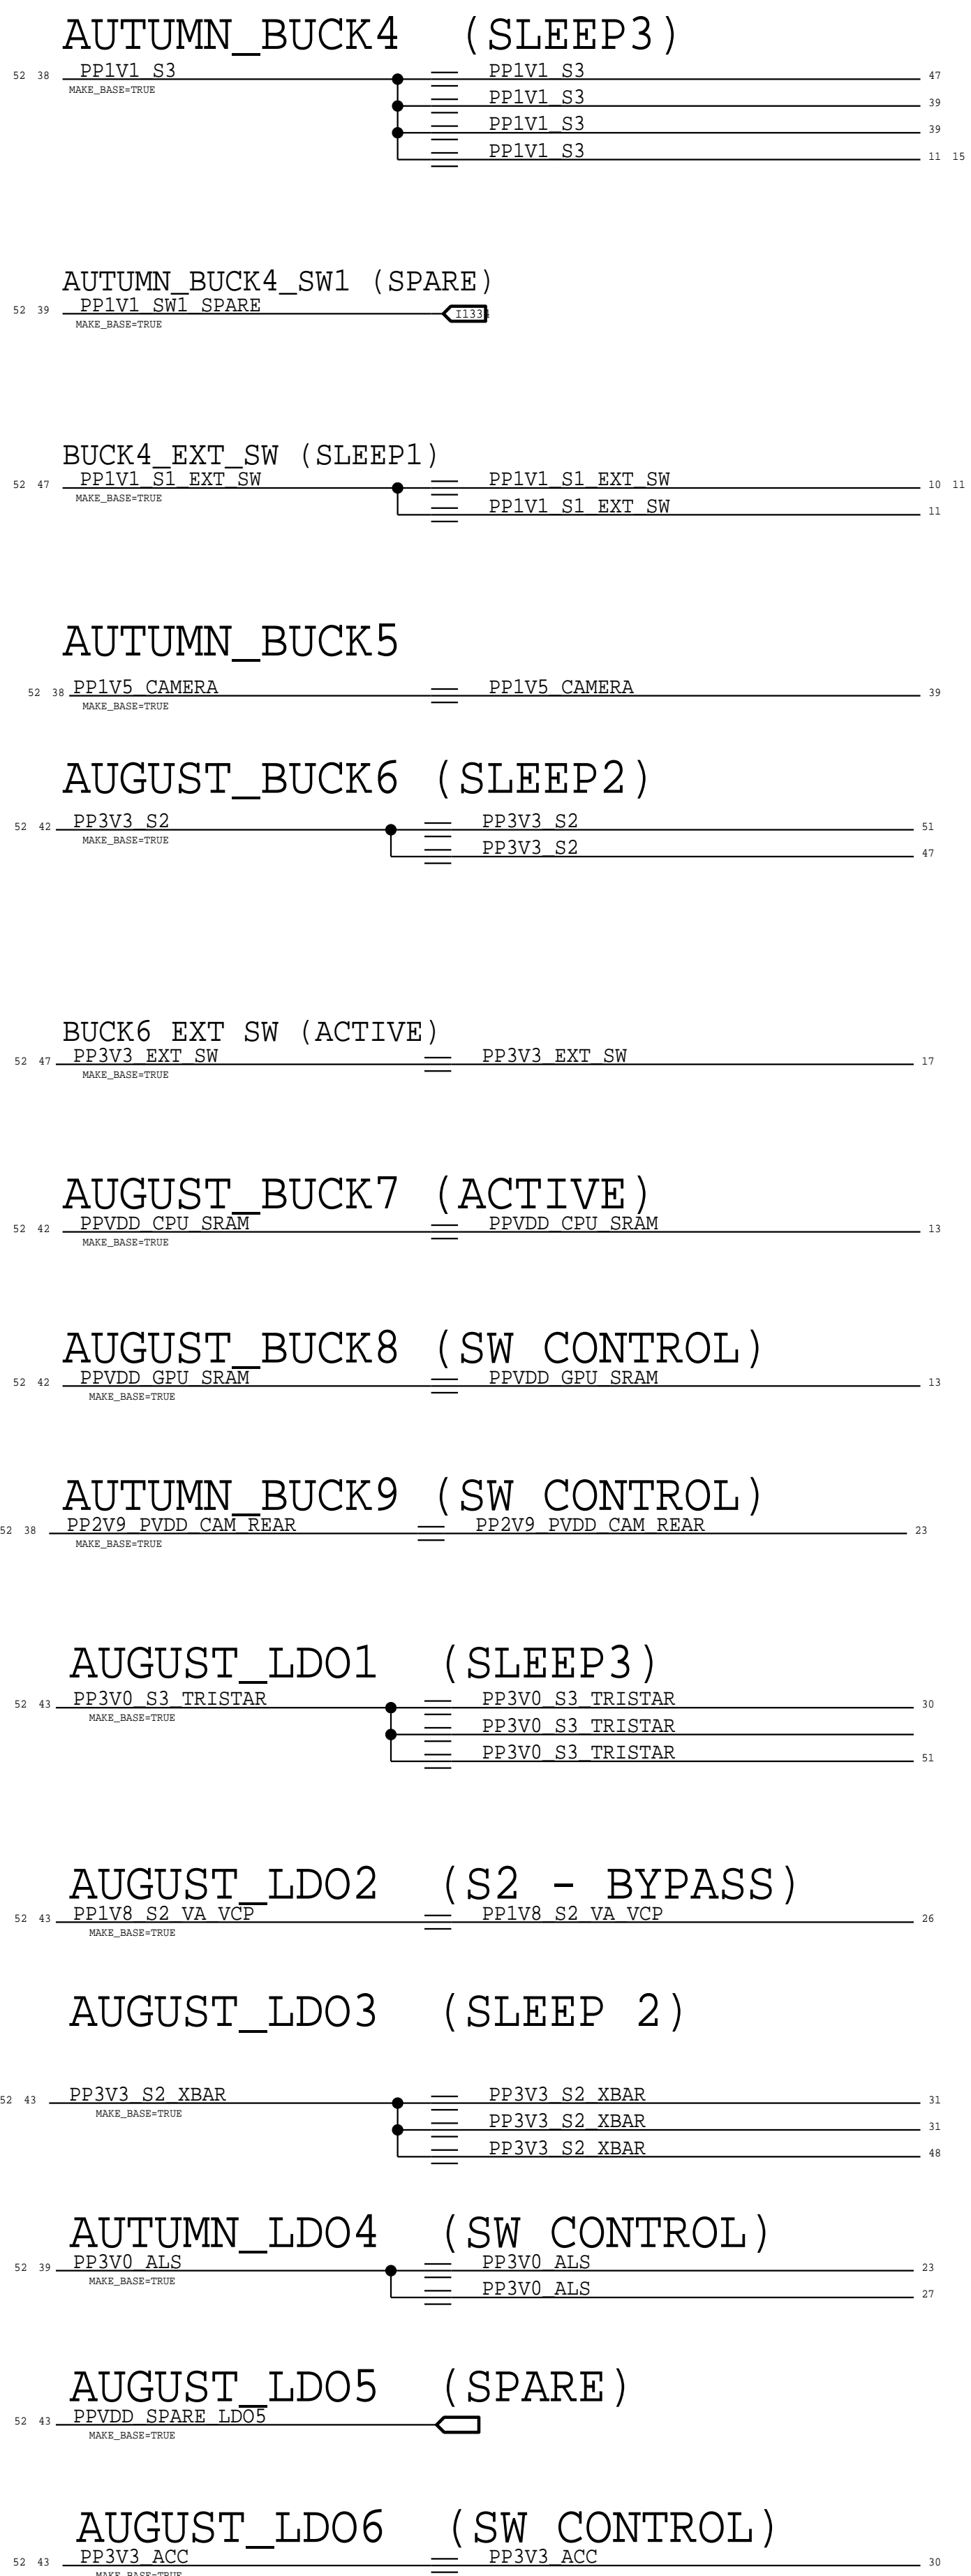 AUTUMN_BUCK4 (SLEEP3)
52 38 PP1V1_S3 PP1V1_S3 47
MAKE_BASE=TRUE
PP1V1_S3 39
PP1V1_S3 39
PP1V1_S3 11 15
AUTUMN_BUCK4_SW1 (SPARE)
52 39 PP1V1_SW1_SPARE I133
MAKE_BASE=TRUE
BUCK4_EXT_SW (SLEEP1)
52 47 PP1V1_S1_EXT_SW PP1V1_S1_EXT_SW 10 11
MAKE_BASE=TRUE
PP1V1_S1_EXT_SW 11
AUTUMN_BUCK5
52 38 PP1V5_CAMERA PP1V5_CAMERA 39
MAKE_BASE=TRUE
AUGUST_BUCK6 (SLEEP2)
52 42 PP3V3_S2 PP3V3_S2 51
MAKE_BASE=TRUE
PP3V3_S2 47
BUCK6 EXT SW (ACTIVE)
52 47 PP3V3_EXT_SW PP3V3_EXT_SW 17
MAKE_BASE=TRUE
AUGUST_BUCK7 (ACTIVE)
52 42 PPVDD_CPU_SRAM PPVDD_CPU_SRAM 13
MAKE_BASE=TRUE
AUGUST_BUCK8 (SW CONTROL)
52 42 PPVDD_GPU_SRAM PPVDD_GPU_SRAM 13
MAKE_BASE=TRUE
AUTUMN_BUCK9 (SW CONTROL)
52 38 PP2V9_PVDD_CAM_REAR PP2V9_PVDD_CAM_REAR 23
MAKE_BASE=TRUE
AUGUST_LDO1 (SLEEP3)
52 43 PP3V0_S3_TRISTAR PP3V0_S3_TRISTAR 30
MAKE_BASE=TRUE
PP3V0_S3_TRISTAR
PP3V0_S3_TRISTAR 51
AUGUST_LDO2 (S2 - BYPASS)
52 43 PP1V8_S2_VA_VCP PP1V8_S2_VA_VCP 26
MAKE_BASE=TRUE
AUGUST_LDO3 (SLEEP 2)
52 43 PP3V3_S2_XBAR PP3V3_S2_XBAR 31
MAKE_BASE=TRUE
PP3V3_S2_XBAR 31
PP3V3_S2_XBAR 48
AUTUMN_LDO4 (SW CONTROL)
52 39 PP3V0_ALS PP3V0_ALS 23
MAKE_BASE=TRUE
PP3V0_ALS 27
AUGUST_LDO5 (SPARE)
52 43 PPVDD_SPARE_LDO5
MAKE_BASE=TRUE
AUGUST_LDO6 (SW CONTROL)
52 43 PP3V3_ACC PP3V3_ACC 30
MAKE_BASE=TRUE